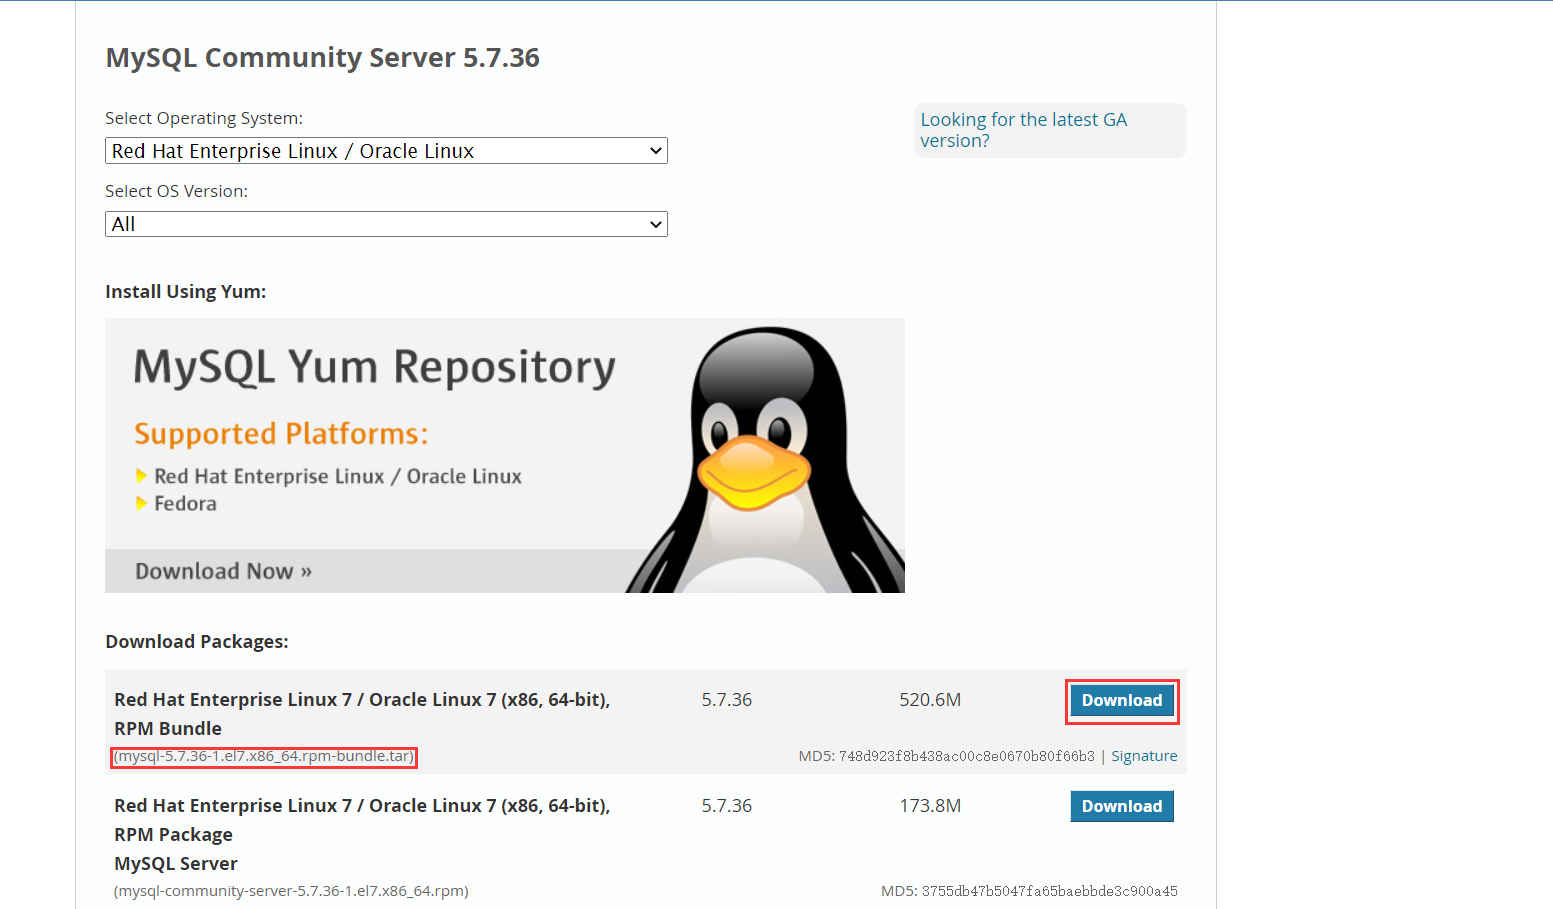 MySQL Community Server 5.7.36
Select Operating System:
Looking for the latest GA
version?
Red Hat Enterprise Linux / Oracle Linux
Select OS Version:
All
Install Using Yum:
MySQL Yum Repository
Supported Platforms:
Red Hat Enterprise Linux / Oracle Linux
Fedora
Download Now »
Download Packages:
Red Hat Enterprise Linux 7 / Oracle Linux 7 (x86, 64-bit), 5.7.36 520.6M Download
RPM Bundle
(mysql-5.7.36-1.el7.x86_64.rpm-bundle.tar) MD5: 748d923f8b438ac00c8e0670b80f66b3 | Signature
Red Hat Enterprise Linux 7 / Oracle Linux 7 (x86, 64-bit), 5.7.36 173.8M Download
RPM Package
MySQL Server
(mysql-community-server-5.7.36-1.el7.x86_64.rpm) MD5: 3755db47b5047fa65baebbde3c900a45